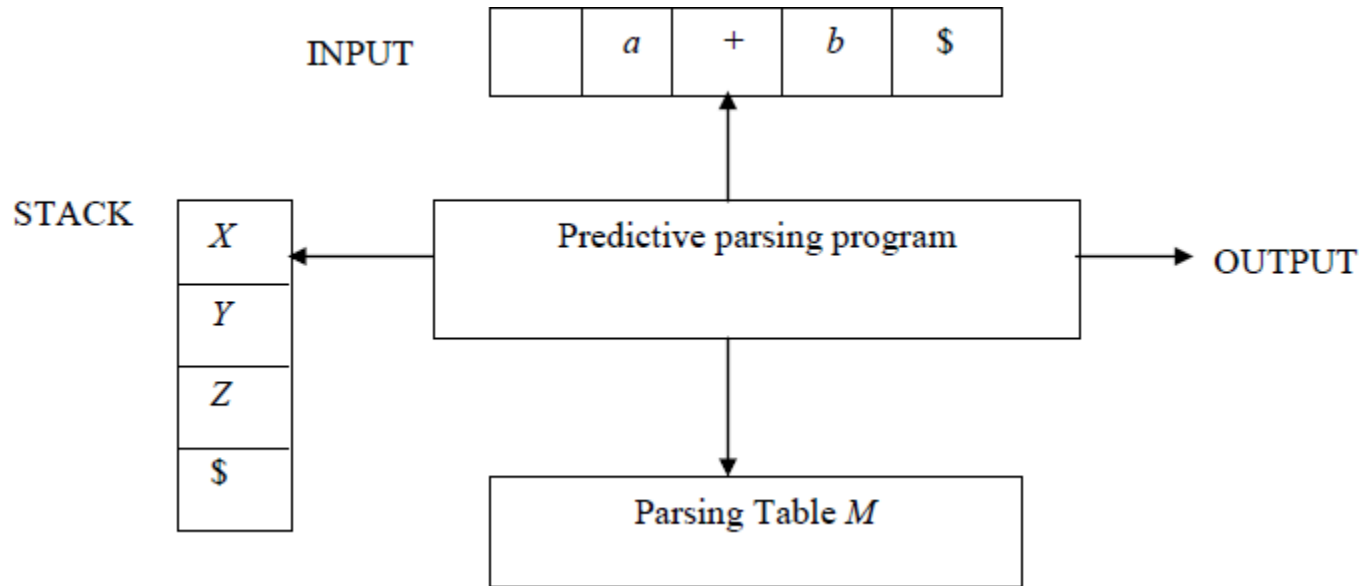 INPUT
a + b $
STACK
X
Y
Z
$
Predictive parsing program
OUTPUT
Parsing Table M